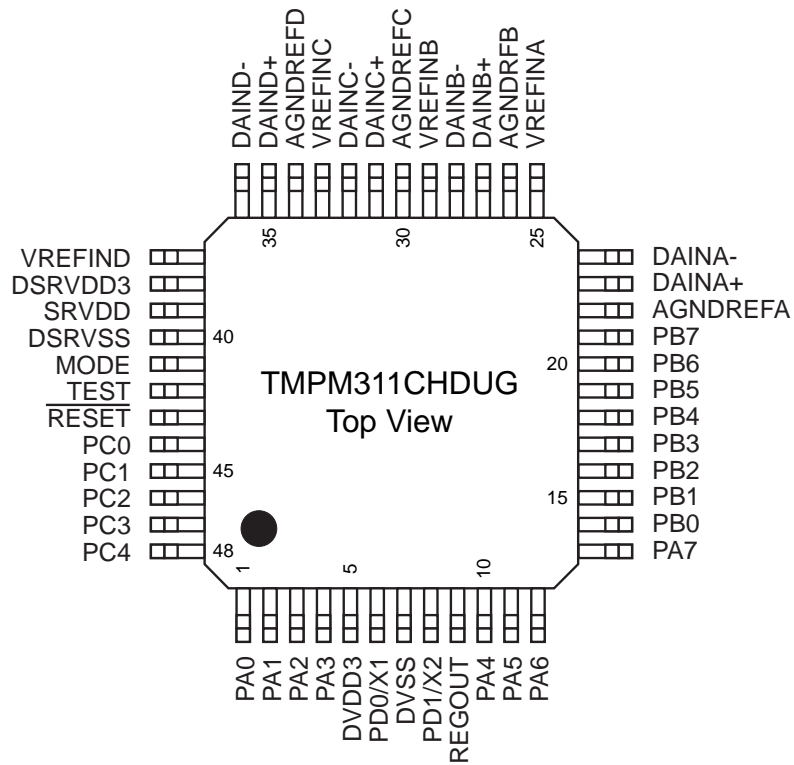 DAIND-
DAIND+
AGNDREFD
VREFINC
DAINC-
DAINC+
AGNDREFC
VREFINB
DAINB-
DAINB+
AGNDRFB
VREFINA
35
30
25
VREFIND
DSRVDD3
SRVDD
DSRVSS
MODE
TEST
RESET
PC0
PC1
PC2
PC3
PC4
40
45
48
TMPM311CHDUG
Top View
20
15
DAINA-
DAINA+
AGNDREFA
PB7
PB6
PB5
PB4
PB3
PB2
PB1
PB0
PA7
1
5
10
PA0
PA1
PA2
PA3
DVDD3
PD0/X1
DVSS
PD1/X2
REGOUT
PA4
PA5
PA6